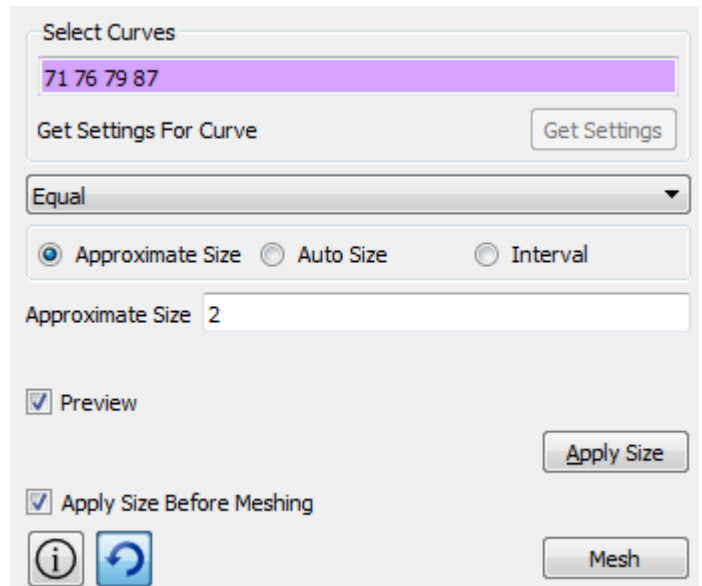 Select Curves
71 76 79 87
Get Settings For Curve Get Settings
Equal
Approximate Size Auto Size Interval
Approximate Size 2
Preview
Apply Size
Apply Size Before Meshing
Mesh